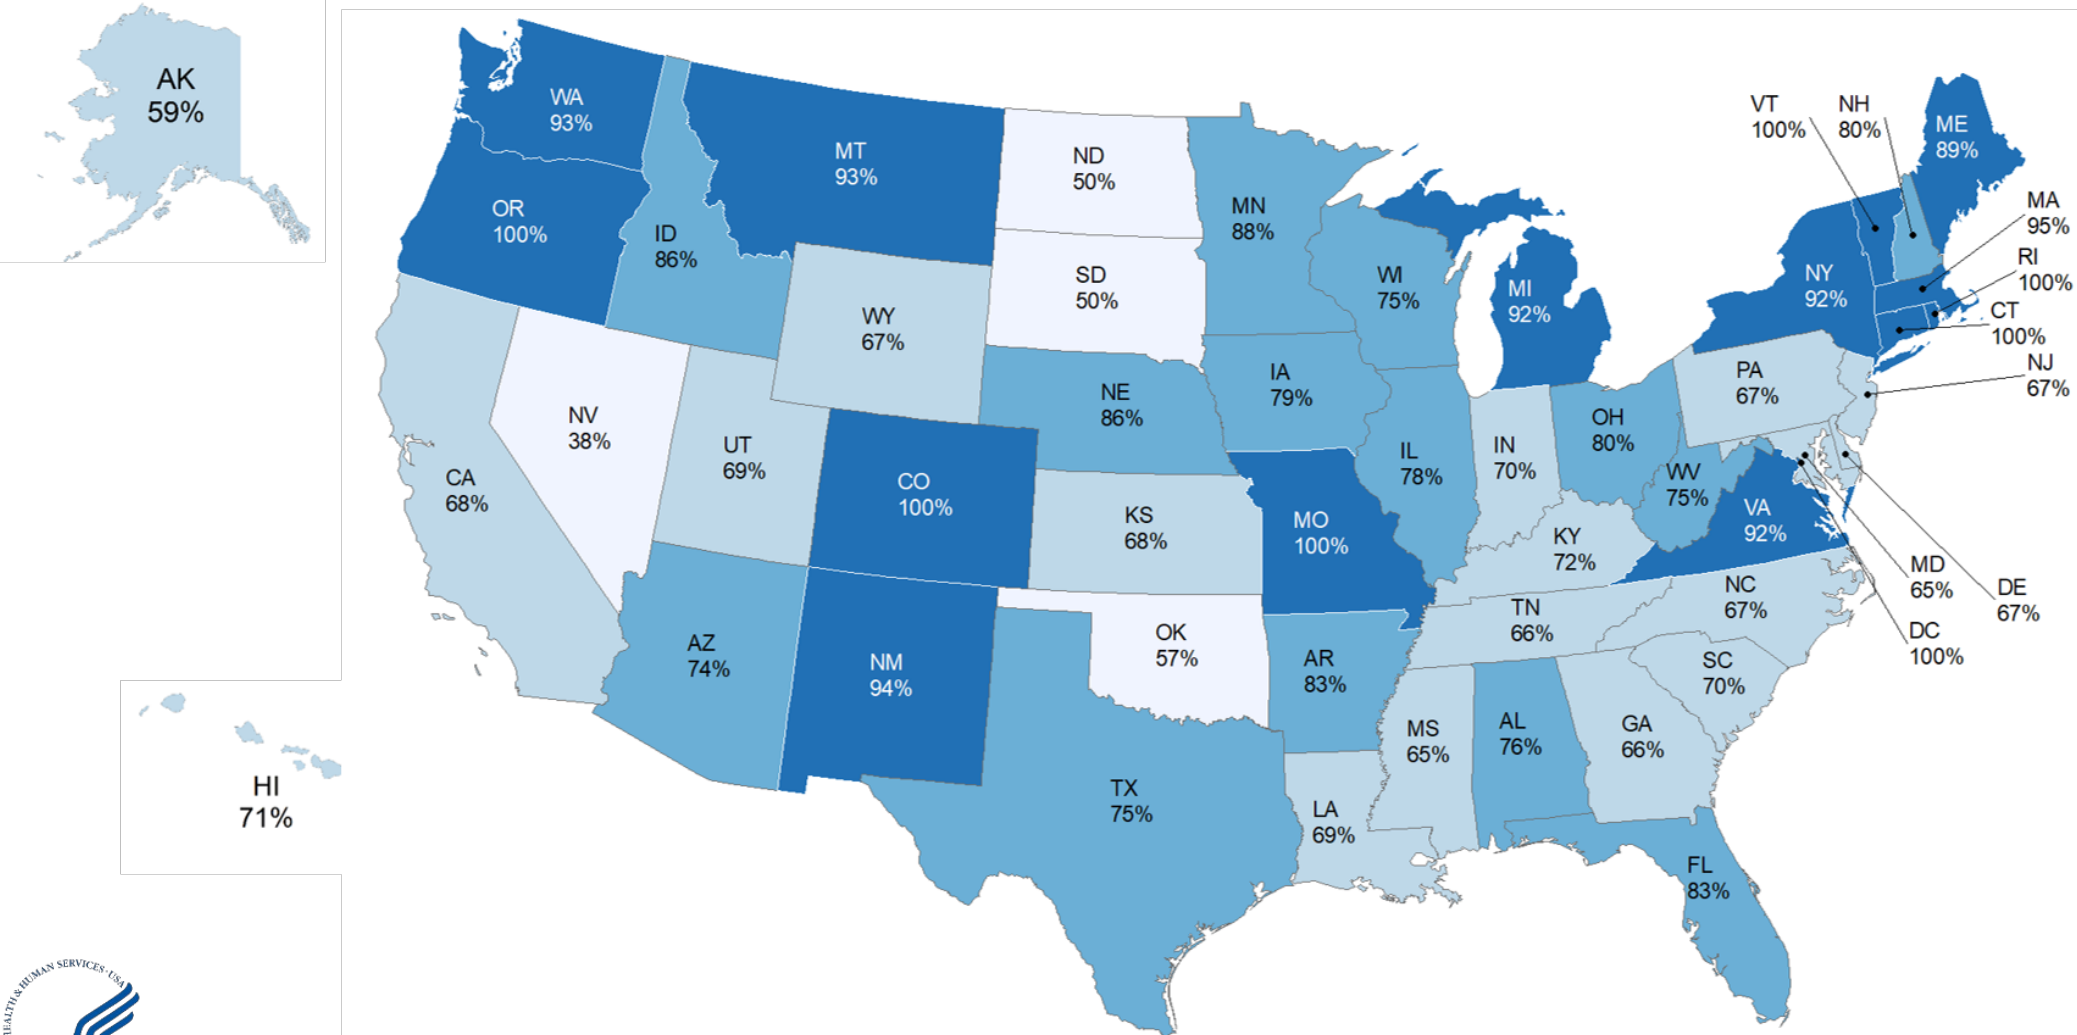 AK
59%
WA
93%
OR
100%
ID
86%
MT
93%
ND
50%
SD
50%
MN
88%
WI
75%
MI
92%
VT
100%
NH
80%
ME
89%
MA
95%
RI
100%
CT
100%
NJ
67%
NY
92%
PA
67%
WY
67%
NE
86%
IA
79%
NV
38%
UT
69%
CA
68%
CO
100%
KS
68%
MO
100%
IL
78%
IN
70%
OH
80%
WV
75%
VA
92%
KY
72%
MD
65%
DE
67%
DC
100%
NC
67%
TN
66%
SC
70%
AZ
74%
NM
94%
OK
57%
AR
83%
MS
65%
AL
76%
GA
66%
TX
75%
LA
69%
FL
83%
HI
71%
HEALTH & HUMAN SERVICES · USA